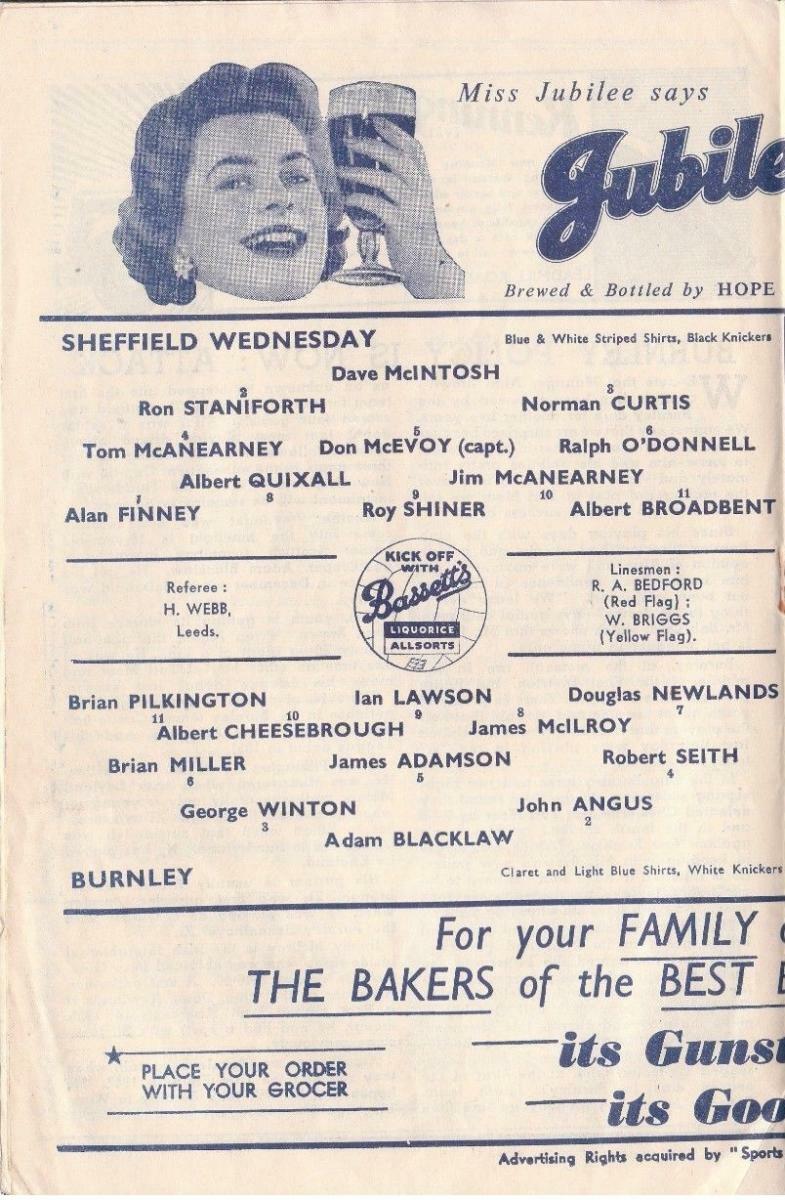 Miss Jubilee says
Jubile
Brewed & Bottled by HOPE
SHEFFIELD WEDNESDAY Blue & White Striped Shirts, Black Knickers
Dave McINTOSH
2 3
Ron STANIFORTH Norman CURTIS
4 5 6
Tom McANEARNEY Don McEVOY (capt.) Ralph O'DONNELL
Albert QUIXALL Jim McANEARNEY
7 8 9 10 11
Alan FINNEY Roy SHINER Albert BROADBENT
KICK OFF
WITH
Bassett's
LIQUORICE
ALLSORTS
Referee :
H. WEBB,
Leeds.
Linesmen :
R. A. BEDFORD
(Red Flag) ;
W. BRIGGS
(Yellow Flag).
Brian PILKINGTON Ian LAWSON Douglas NEWLANDS
11 10 9 8 7
Albert CHEESEBROUGH James McILROY
Brian MILLER James ADAMSON Robert SEITH
6 5 4
George WINTON John ANGUS
3 2
Adam BLACKLAW
BURNLEY Claret and Light Blue Shirts, White Knickers
For your FAMILY
THE BAKERS of the BEST
its Gunst
its Goo
PLACE YOUR ORDER
WITH YOUR GROCER
Advertising Rights acquired by "Sports